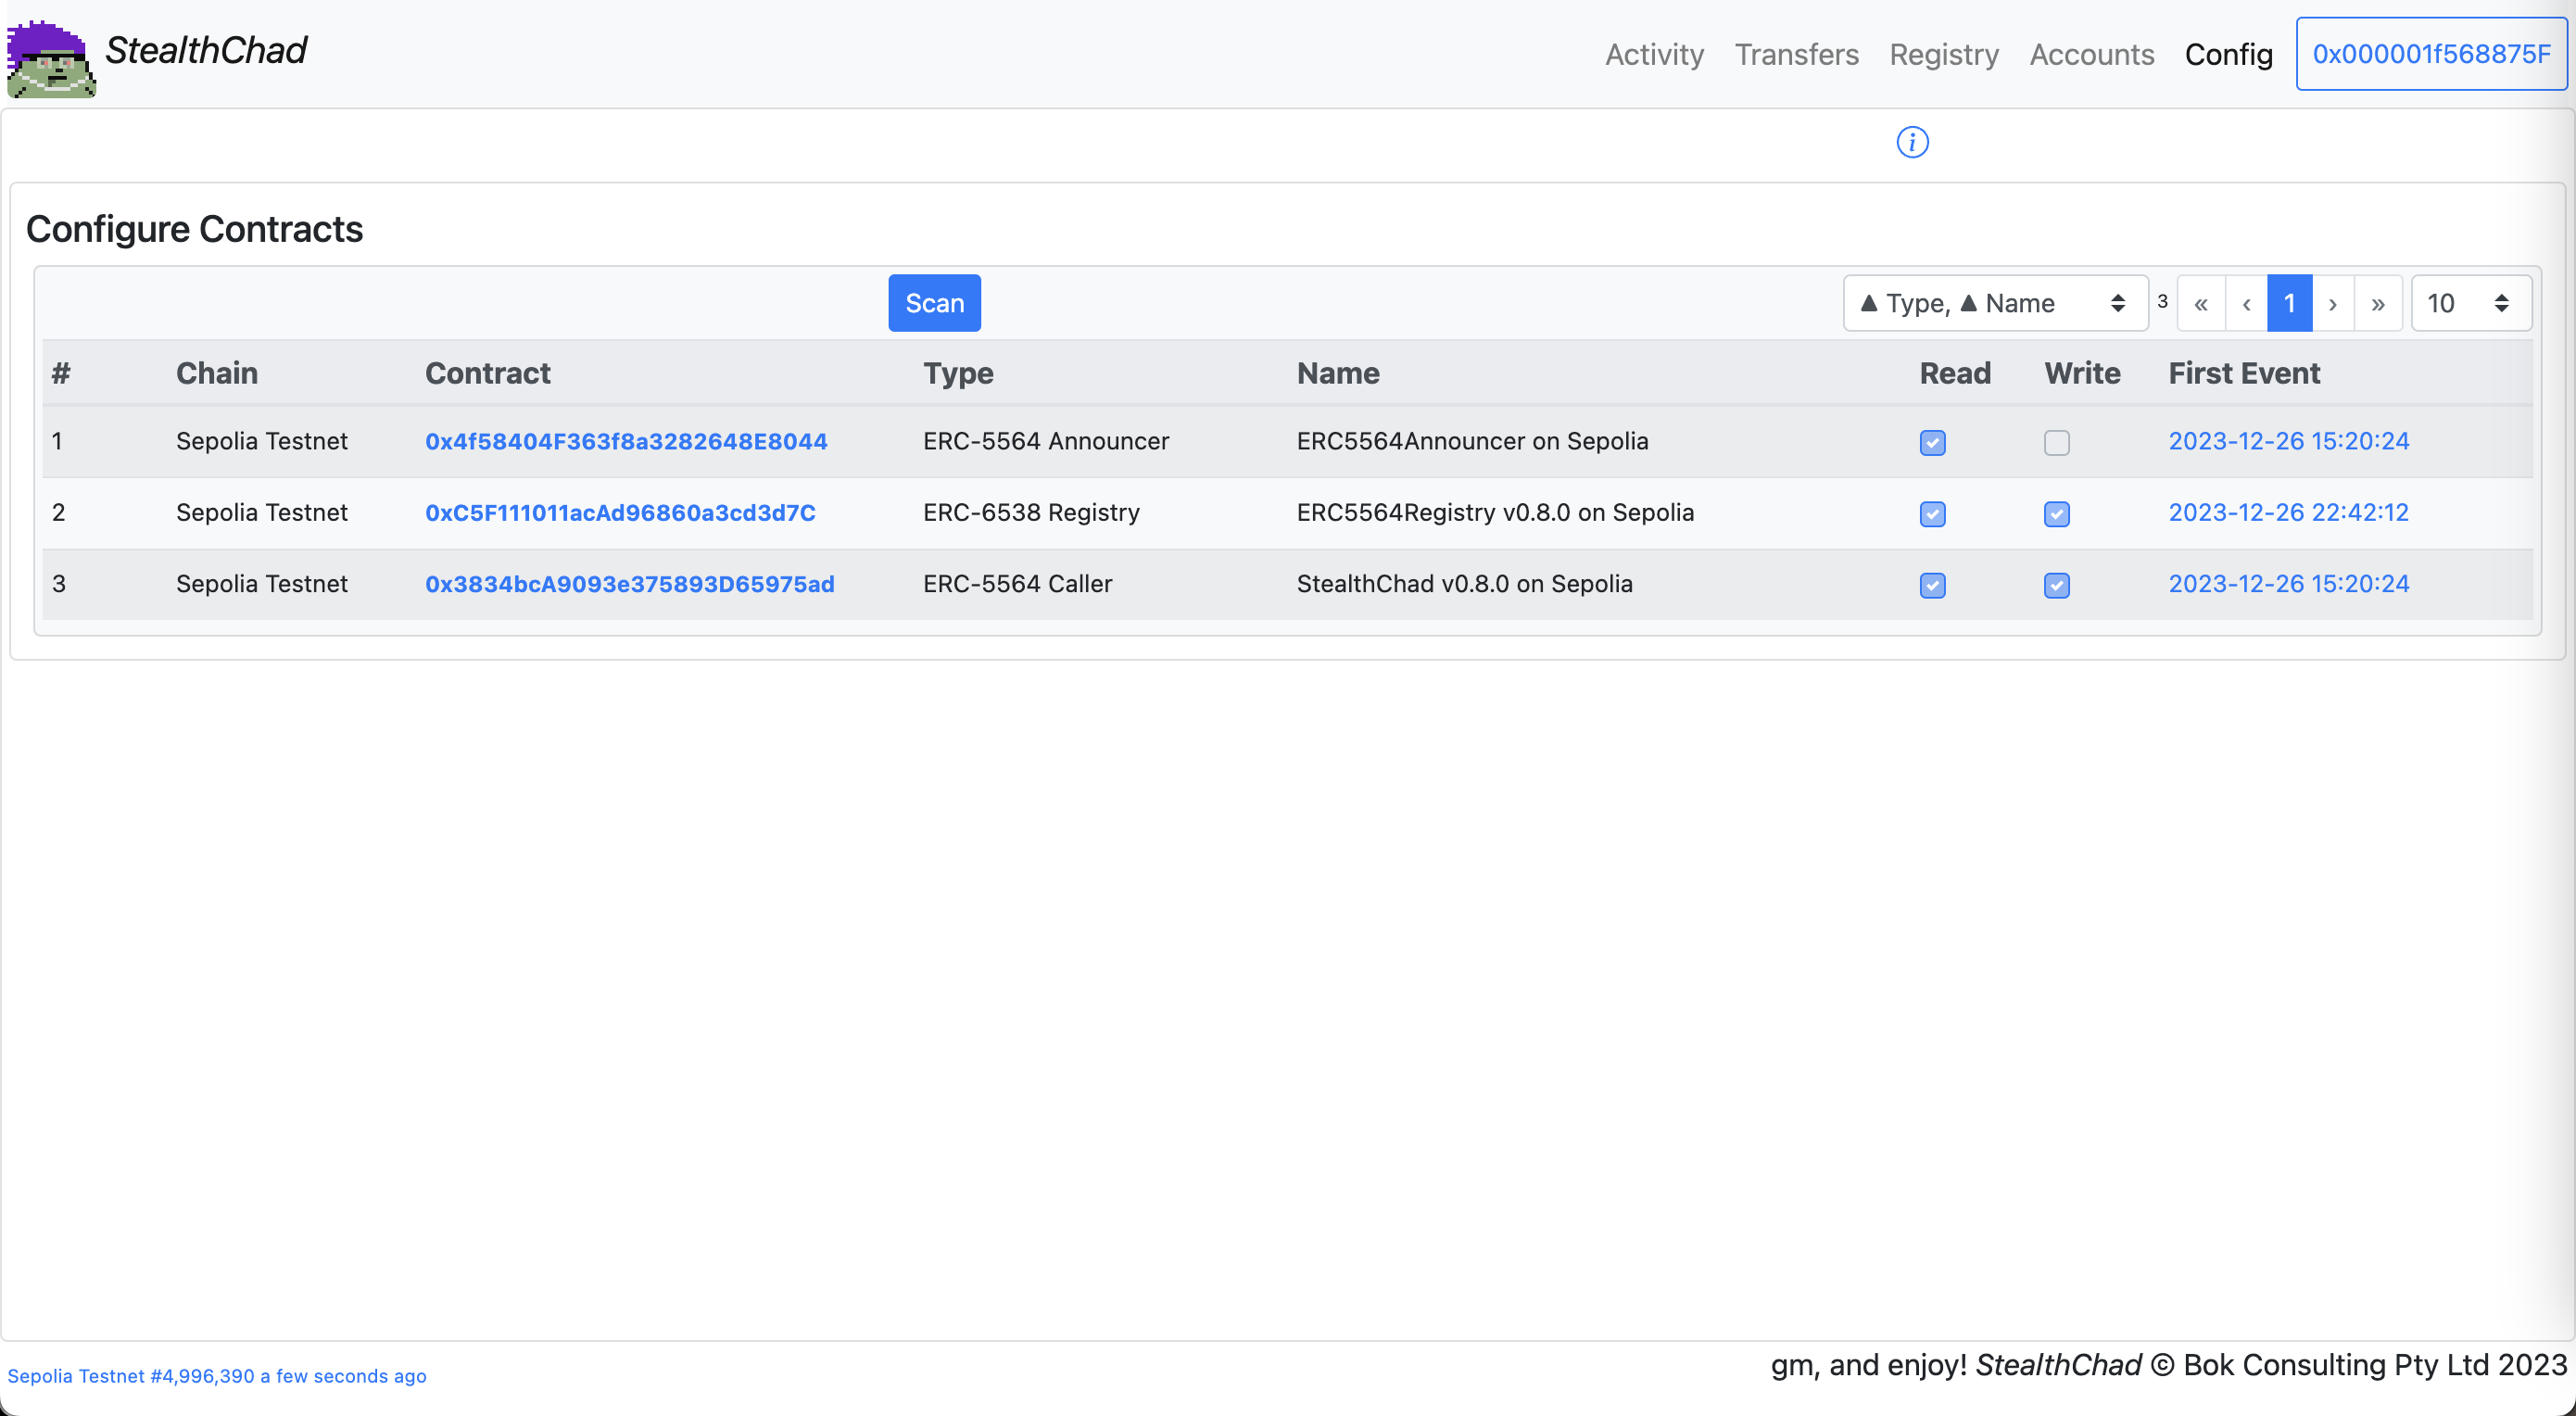 StealthChad
Activity Transfers Registry Accounts Config 0x000001f568875F
i
Configure Contracts
Scan ▲ Type, ▲ Name 3 « ‹ 1 › » 10
# Chain Contract Type Name Read Write First Event
1 Sepolia Testnet 0x4f58404F363f8a3282648E8044 ERC-5564 Announcer ERC5564Announcer on Sepolia 2023-12-26 15:20:24
2 Sepolia Testnet 0xC5F111011acAd96860a3cd3d7C ERC-6538 Registry ERC5564Registry v0.8.0 on Sepolia 2023-12-26 22:42:12
3 Sepolia Testnet 0x3834bcA9093e375893D65975ad ERC-5564 Caller StealthChad v0.8.0 on Sepolia 2023-12-26 15:20:24
Sepolia Testnet #4,996,390 a few seconds ago
gm, and enjoy! StealthChad © Bok Consulting Pty Ltd 2023